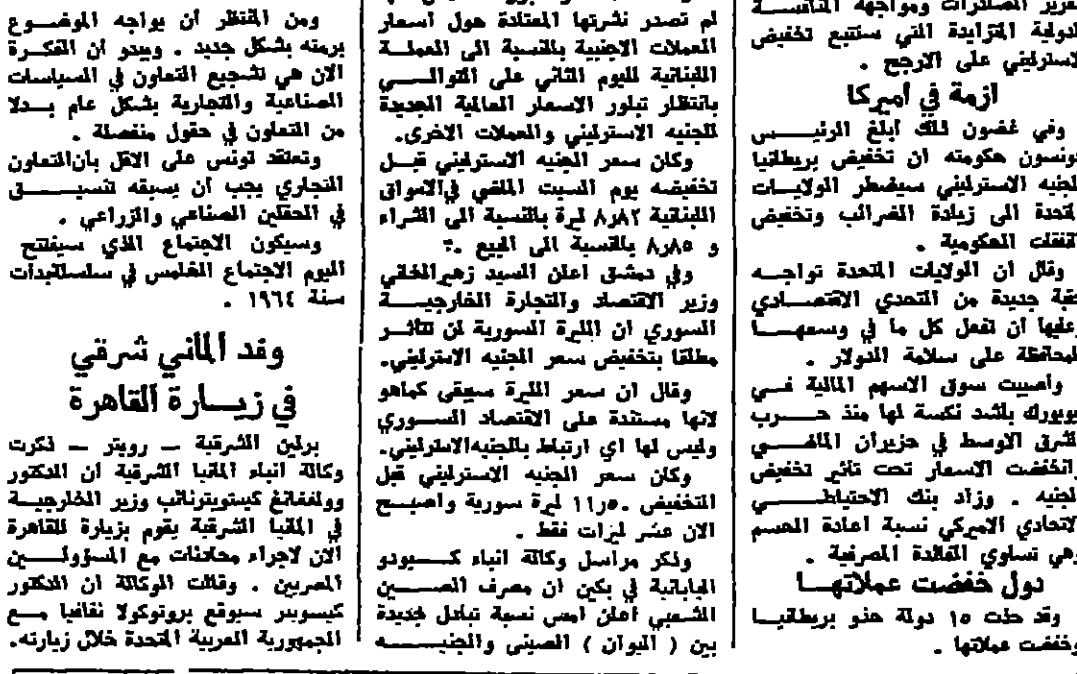 تعزيز الصادرات ومواجهة المنافسة
الدولية المتزايدة التي ستتبع تخفيض
الاسترليني على الارجح .
ازمة في اميركا
وفي غضون ذلك ابلغ الرئيس
جونسون حكومته ان تخفيض بريطانيا
للجنيه الاسترليني سيضطر الولايات
المتحدة الى زيادة الضرائب وتخفيض
النفقات الحكومية .
وقال ان الولايات المتحدة تواجه
حقبة جديدة من التحدي الاقتصادي
وعليها ان تفعل كل ما في وسعها
للمحافظة على سلامة الدولار .
واصيبت سوق الاسهم المالية في
نيويورك باشد نكسة لها منذ حرب
الشرق الاوسط في حزيران الماضي
وانخفضت الاسعار تحت تاثير تخفيض
الجنيه . وزاد بنك الاحتياطي
الاتحادي الاميركي نسبة اعادة الحسم
وهي تساوي الفائدة المصرفية .
دول خفضت عملاتها
وقد حذت ١٥ دولة حذو بريطانيا
وخفضت عملاتها .
لم تصدر نشرتها المعتادة حول اسعار
العملات الاجنبية بالنسبة الى العملة
اللبنانية لليوم الثاني على التوالي
بانتظار تبلور الاسعار العالمية الجديدة
للجنيه الاسترليني والعملات الاخرى.
وكان سعر الجنيه الاسترليني قبل
تخفيضه يوم السبت الماضي في الاسواق
اللبنانية ٨٫٨٢ ليرة بالنسبة الى الشراء
و ٨٫٨٥ بالنسبة الى المبيع .
وفي دمشق اعلن السيد زهير الخاني
وزير الاقتصاد والتجارة الخارجية
السوري ان الليرة السورية لن تتاثر
مطلقا بتخفيض سعر الجنيه الاسترليني.
وقال ان سعر الليرة سيبقى كما هو
لانها مستندة على الاقتصاد السوري
وليس لها اي ارتباط بالجنيه الاسترليني.
وكان سعر الجنيه الاسترليني قبل
التخفيض ١١٫٥٠ ليرة سورية واصبح
الان عشر ليرات فقط .
وذكر مراسل وكالة انباء كيودو
اليابانية في بكين ان مصرف الصين
الشعبي اعلن امس نسبة تبادل جديدة
بين ( اليوان ) الصيني والجنيه
ومن المنتظر ان يواجه الموضوع
برمته بشكل جديد . ويبدو ان الفكرة
الان هي تشجيع التعاون في السياسات
الصناعية والتجارية بشكل عام بدلا
من التعاون في حقول منفصلة .
وتعتقد تونس على الاقل بان التعاون
التجاري يجب ان يسبقه تنسيق
في الحقلين الصناعي والزراعي .
وسيكون الاجتماع الذي سيفتتح
اليوم الاجتماع الخامس في سلسلة بدات
سنة ١٩٦٤ .
وفد الماني شرقي
في زيارة القاهرة
برلين الشرقية – رويتر – ذكرت
وكالة انباء المانيا الشرقية ان الدكتور
وولفغانغ كيسويتر نائب وزير الخارجية
في المانيا الشرقية يقوم بزيارة للقاهرة
الان لاجراء محادثات مع المسؤولين
المصريين . وقالت الوكالة ان الدكتور
كيسويتر سيوقع بروتوكولا ثقافيا مع
الجمهورية العربية المتحدة خلال زيارته.